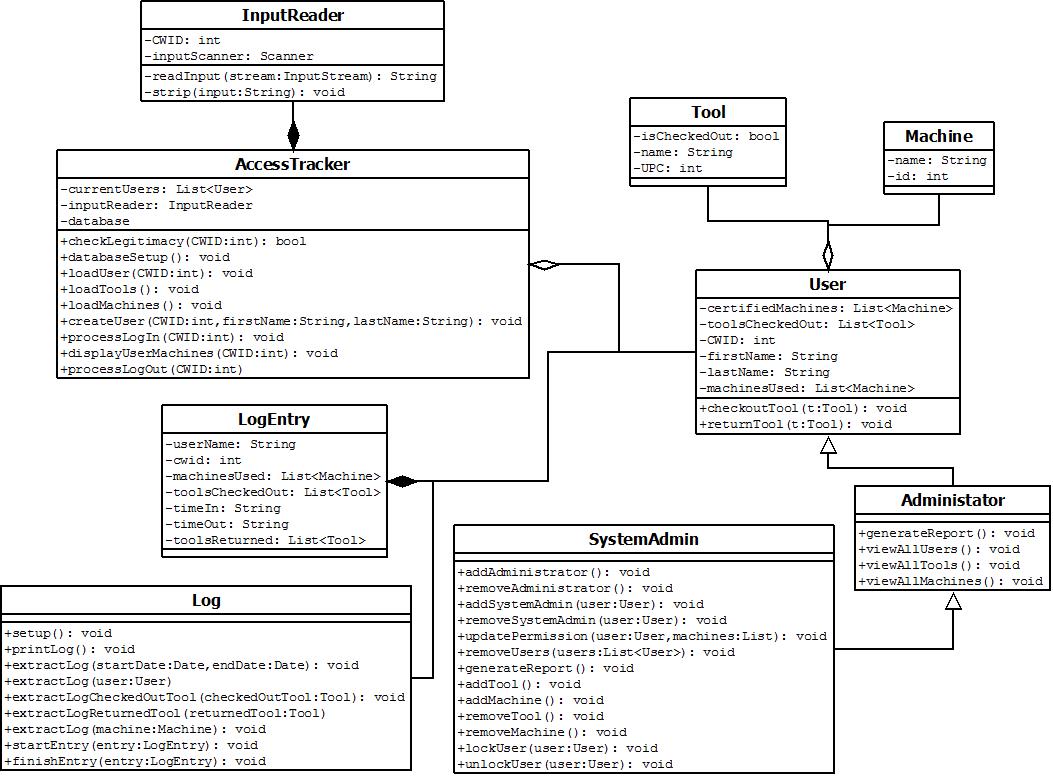 InputReader
-CWID: int
-inputScanner: Scanner
-readInput(stream:InputStream): String
-strip(input:String): void
Tool
-isCheckedOut: bool
-name: String
-UPC: int
Machine
-name: String
-id: int
AccessTracker
-currentUsers: List<User>
-inputReader: InputReader
-database
+checkLegitimacy(CWID:int): bool
+databaseSetup(): void
+loadUser(CWID:int): void
+loadTools(): void
+loadMachines(): void
+createUser(CWID:int,firstName:String,lastName:String): void
+processLogIn(CWID:int): void
+displayUserMachines(CWID:int): void
+processLogOut(CWID:int)
User
-certifiedMachines: List<Machine>
-toolsCheckedOut: List<Tool>
-CWID: int
-firstName: String
-lastName: String
-machinesUsed: List<Machine>
+checkoutTool(t:Tool): void
+returnTool(t:Tool): void
LogEntry
-userName: String
-cwid: int
-machinesUsed: List<Machine>
-toolsCheckedOut: List<Tool>
-timeIn: String
-timeOut: String
-toolsReturned: List<Tool>
Administator
+generateReport(): void
+viewAllUsers(): void
+viewAllTools(): void
+viewAllMachines(): void
SystemAdmin
+addAdministrator(): void
+removeAdministrator(): void
+addSystemAdmin(user:User): void
+removeSystemAdmin(user:User): void
+updatePermission(user:User,machines:List): void
+removeUsers(users:List<User>): void
+generateReport(): void
+addTool(): void
+addMachine(): void
+removeTool(): void
+removeMachine(): void
+lockUser(user:User): void
+unlockUser(user:User): void
Log
+setup(): void
+printLog(): void
+extractLog(startDate:Date,endDate:Date): void
+extractLog(user:User)
+extractLogCheckedOutTool(checkedOutTool:Tool): void
+extractLogReturnedTool(returnedTool:Tool)
+extractLog(machine:Machine): void
+startEntry(entry:LogEntry): void
+finishEntry(entry:LogEntry): void